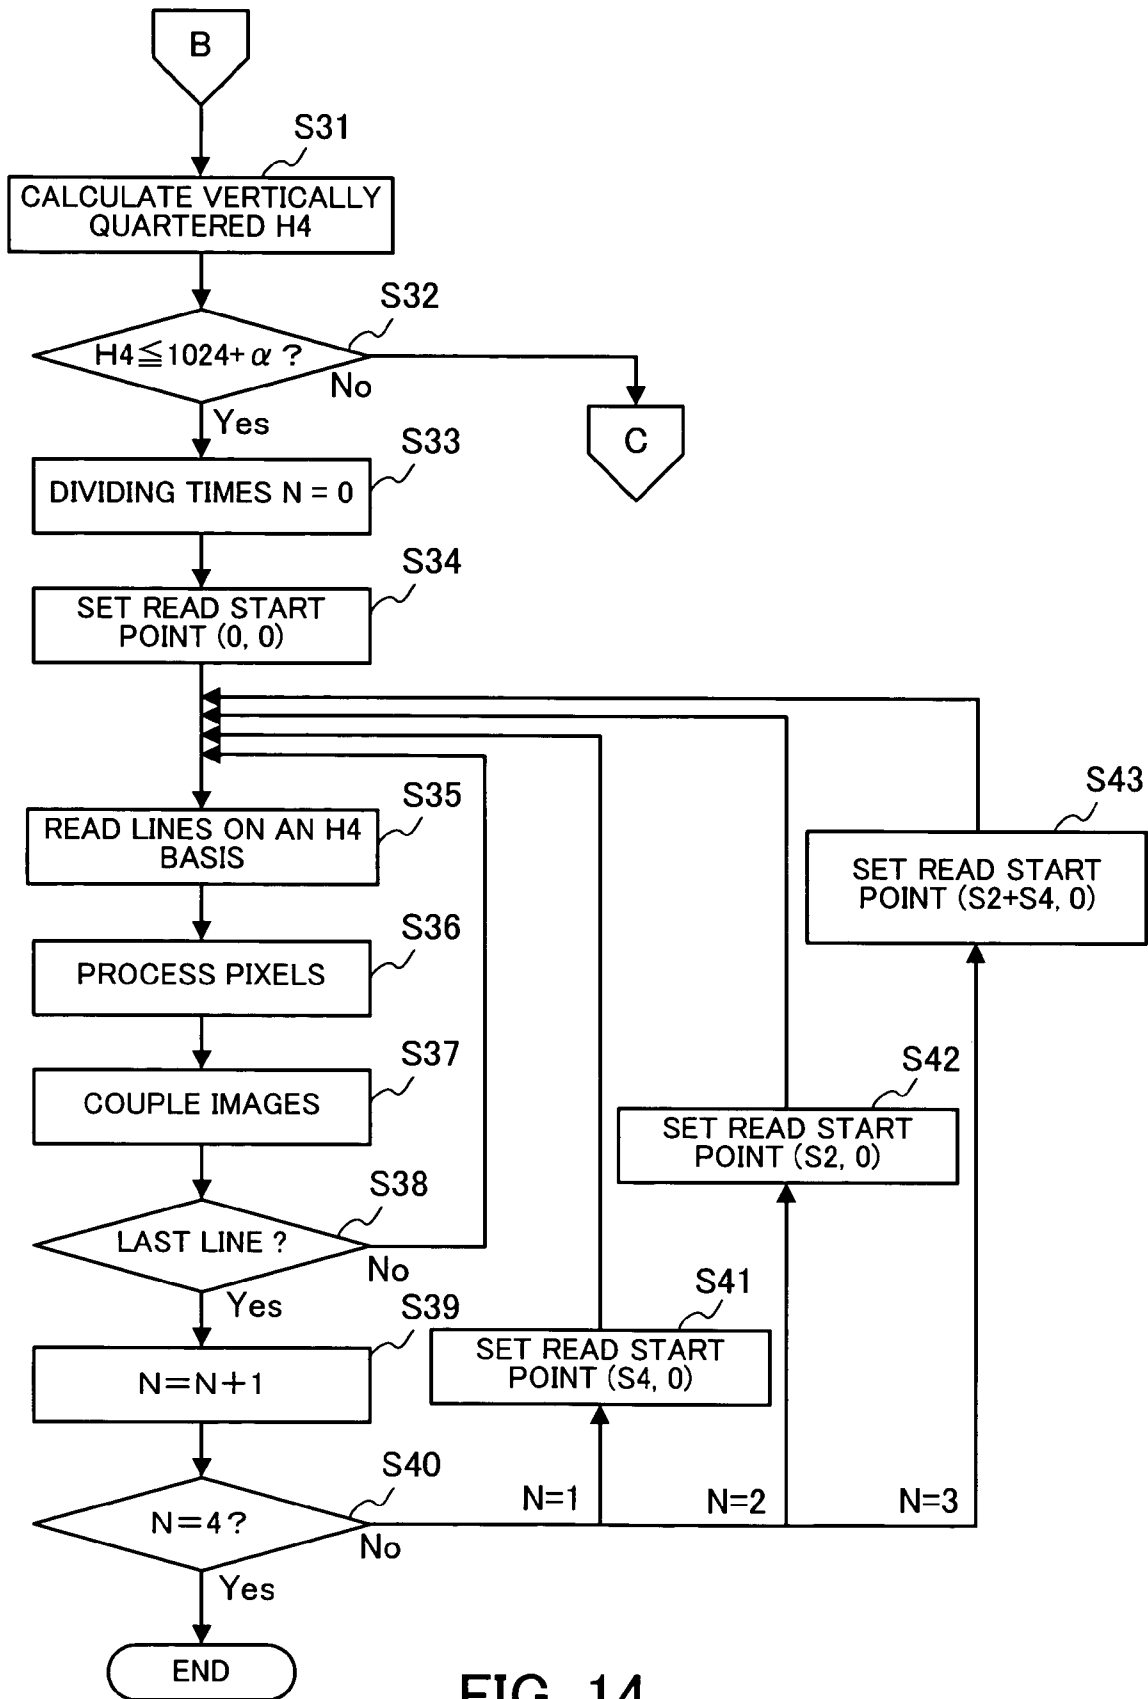 B
S31
CALCULATE VERTICALLY
QUARTERED H4
S32
H4≦1024+α ?
No
Yes
C
S33
DIVIDING TIMES N = 0
S34
SET READ START
POINT (0, 0)
S35
READ LINES ON AN H4
BASIS
S43
SET READ START
POINT (S2+S4, 0)
S36
PROCESS PIXELS
S37
COUPLE IMAGES
S42
SET READ START
POINT (S2, 0)
S38
LAST LINE ?
No
Yes
S39
N=N+1
S41
SET READ START
POINT (S4, 0)
S40
N=4?
No
Yes
N=1
N=2
N=3
END
FIG. 14